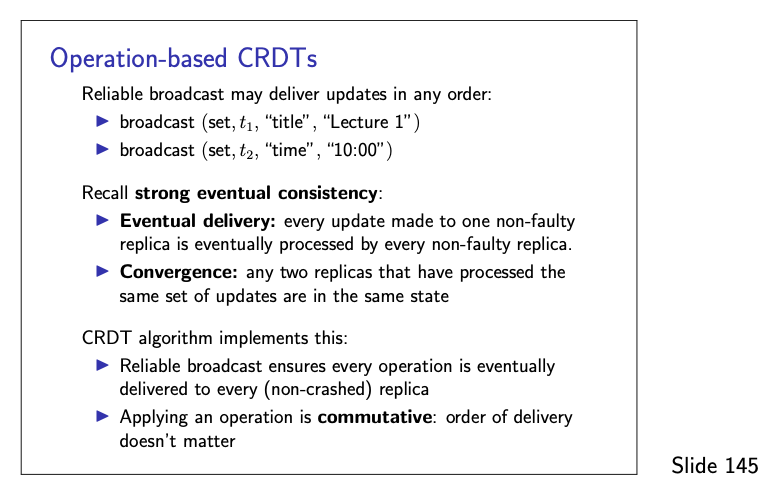 Operation-based CRDTs
Reliable broadcast may deliver updates in any order:
▶ broadcast (set, t₁, “title”, “Lecture 1”)
▶ broadcast (set, t₂, “time”, “10:00”)
Recall strong eventual consistency:
▶ Eventual delivery: every update made to one non-faulty
replica is eventually processed by every non-faulty replica.
▶ Convergence: any two replicas that have processed the
same set of updates are in the same state
CRDT algorithm implements this:
▶ Reliable broadcast ensures every operation is eventually
delivered to every (non-crashed) replica
▶ Applying an operation is commutative: order of delivery
doesn’t matter
Slide 145